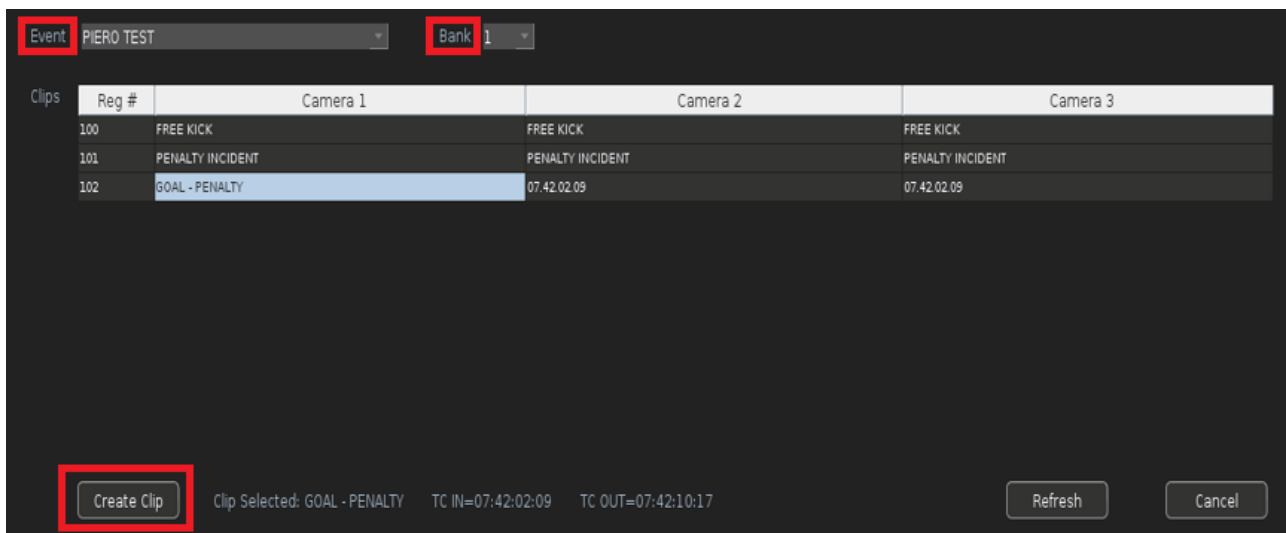 Event PIERO TEST Bank 1
Clips Reg # Camera 1 Camera 2 Camera 3
100 FREE KICK FREE KICK FREE KICK
101 PENALTY INCIDENT PENALTY INCIDENT PENALTY INCIDENT
102 GOAL - PENALTY 07.42.02.09 07.42.02.09
Create Clip Clip Selected: GOAL - PENALTY TC IN=07:42:02:09 TC OUT=07:42:10:17 Refresh Cancel